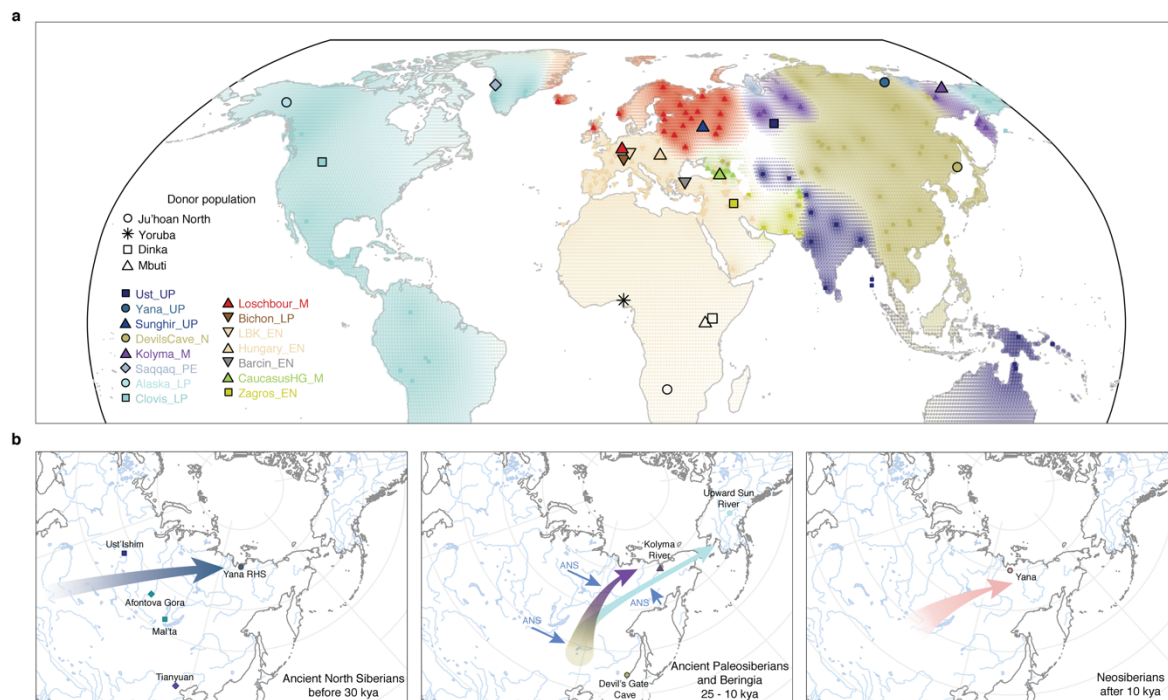 a
Donor population
Ju'hoan North
Yoruba
Dinka
Mbuti
Ust_UP
Yana_UP
Sunghir_UP
DevilsCave_N
Kolyma_M
Saqqaq_PE
Alaska_LP
Clovis_LP
Loschbour_M
Bichon_LP
LBK_EN
Hungary_EN
Barcin_EN
CaucasusHG_M
Zagros_EN
b
Ust'Ishim
Yana RHS
Afontova Gora
Mal'ta
Tianyuan
Ancient North Siberians
before 30 kya
Upward Sun
River
Kolyma
River
ANS
ANS
ANS
Devil's Gate
Cave
Ancient Paleosiberians
and Beringia
25 - 10 kya
Yana
Neosiberians
after 10 kya